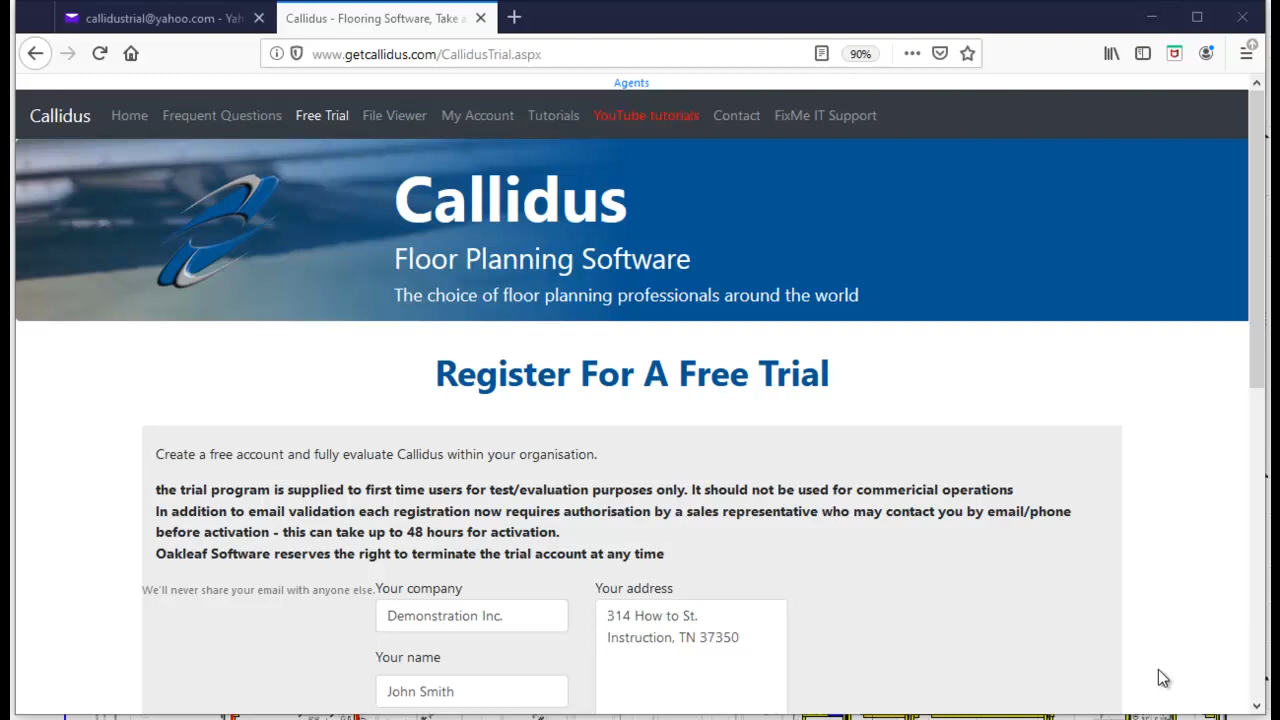 callidustrial@yahoo.com - Yah
Callidus - Flooring Software, Take a
www.getcallidus.com/CallidusTrial.aspx
90%
Agents
Callidus Home Frequent Questions Free Trial File Viewer My Account Tutorials YouTube tutorials Contact FixMe IT Support
Callidus
Floor Planning Software
The choice of floor planning professionals around the world
Register For A Free Trial
Create a free account and fully evaluate Callidus within your organisation.
the trial program is supplied to first time users for test/evaluation purposes only. It should not be used for commericial operations
In addition to email validation each registration now requires authorisation by a sales representative who may contact you by email/phone
before activation - this can take up to 48 hours for activation.
Oakleaf Software reserves the right to terminate the trial account at any time
We'll never share your email with anyone else.
Your company
Demonstration Inc.
Your name
John Smith
Your address
314 How to St.
Instruction, TN 37350